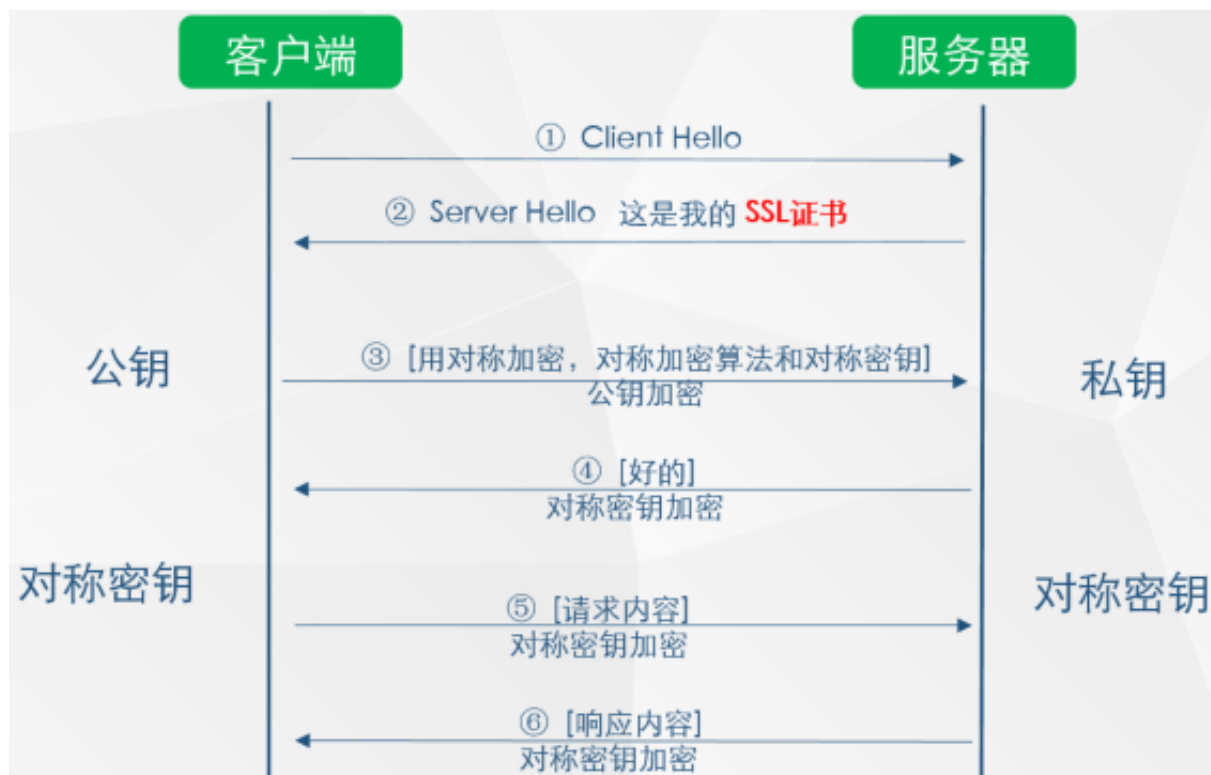 客户端
服务器
① Client Hello
② Server Hello 这是我的 SSL证书
公钥
③ [用对称加密，对称加密算法和对称密钥]
公钥加密
私钥
④ [好的]
对称密钥加密
对称密钥
对称密钥
⑤ [请求内容]
对称密钥加密
⑥ [响应内容]
对称密钥加密